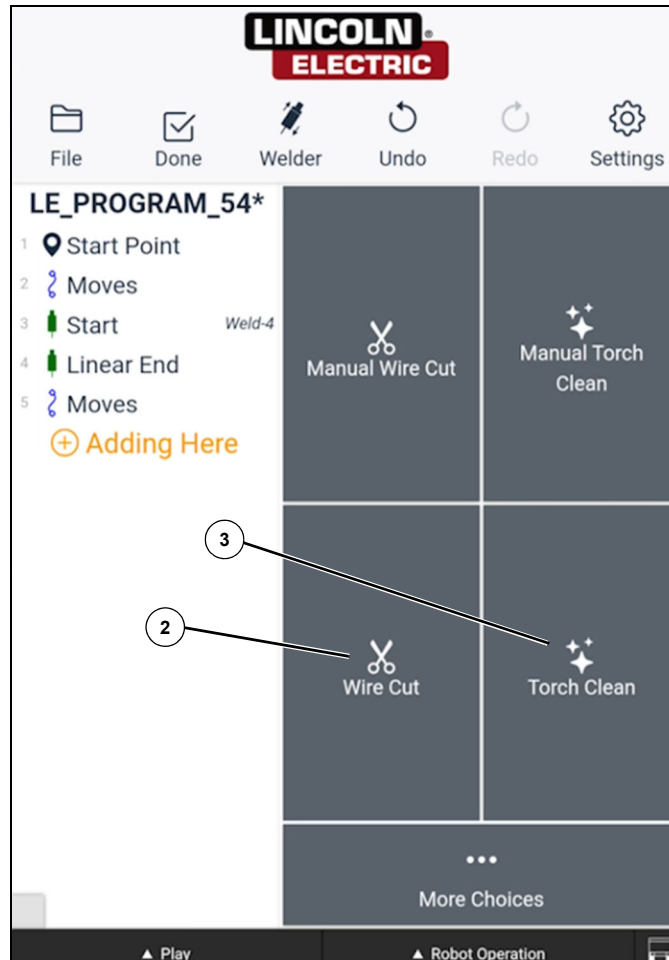 LINCOLN ®
ELECTRIC
File Done Welder Undo Redo Settings
LE_PROGRAM_54*
1 Start Point
2 Moves
3 Start Weld-4
4 Linear End
5 Moves
Adding Here
Manual Wire Cut
Manual Torch
Clean
3
2
Wire Cut
Torch Clean
More Choices
▲ Play ▲ Robot Operation